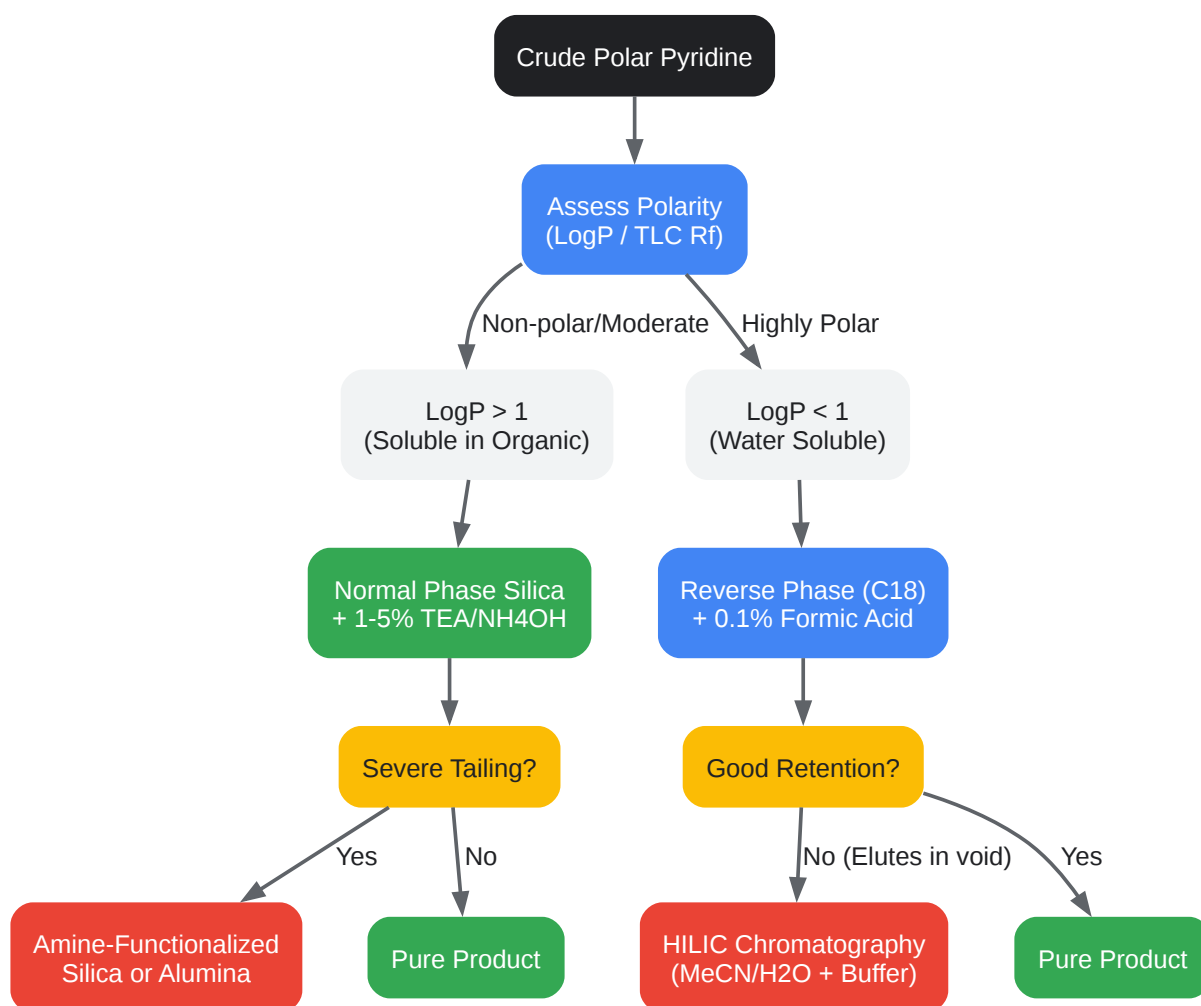 Crude Polar Pyridine
Assess Polarity
(LogP / TLC Rf)
Non-polar/Moderate
Highly Polar
LogP > 1
(Soluble in Organic)
LogP < 1
(Water Soluble)
Normal Phase Silica
+ 1-5% TEA/NH4OH
Reverse Phase (C18)
+ 0.1% Formic Acid
Severe Tailing?
Good Retention?
Yes
No
No (Elutes in void)
Yes
Amine-Functionalized
Silica or Alumina
Pure Product
HILIC Chromatography
(MeCN/H2O + Buffer)
Pure Product